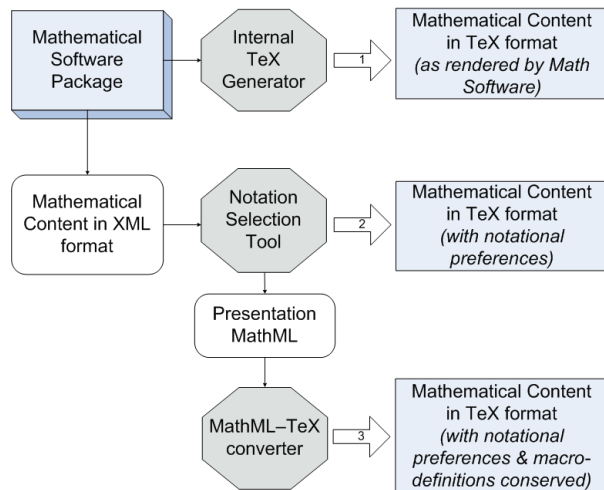 Mathematical
Software
Package
Internal
TeX
Generator
1
Mathematical Content
in TeX format
(as rendered by Math
Software)
Mathematical
Content in XML
format
Notation
Selection
Tool
2
Mathematical Content
in TeX format
(with notational
preferences)
Presentation
MathML
MathML–TeX
converter
3
Mathematical Content
in TeX format
(with notational
preferences & macro-
definitions conserved)